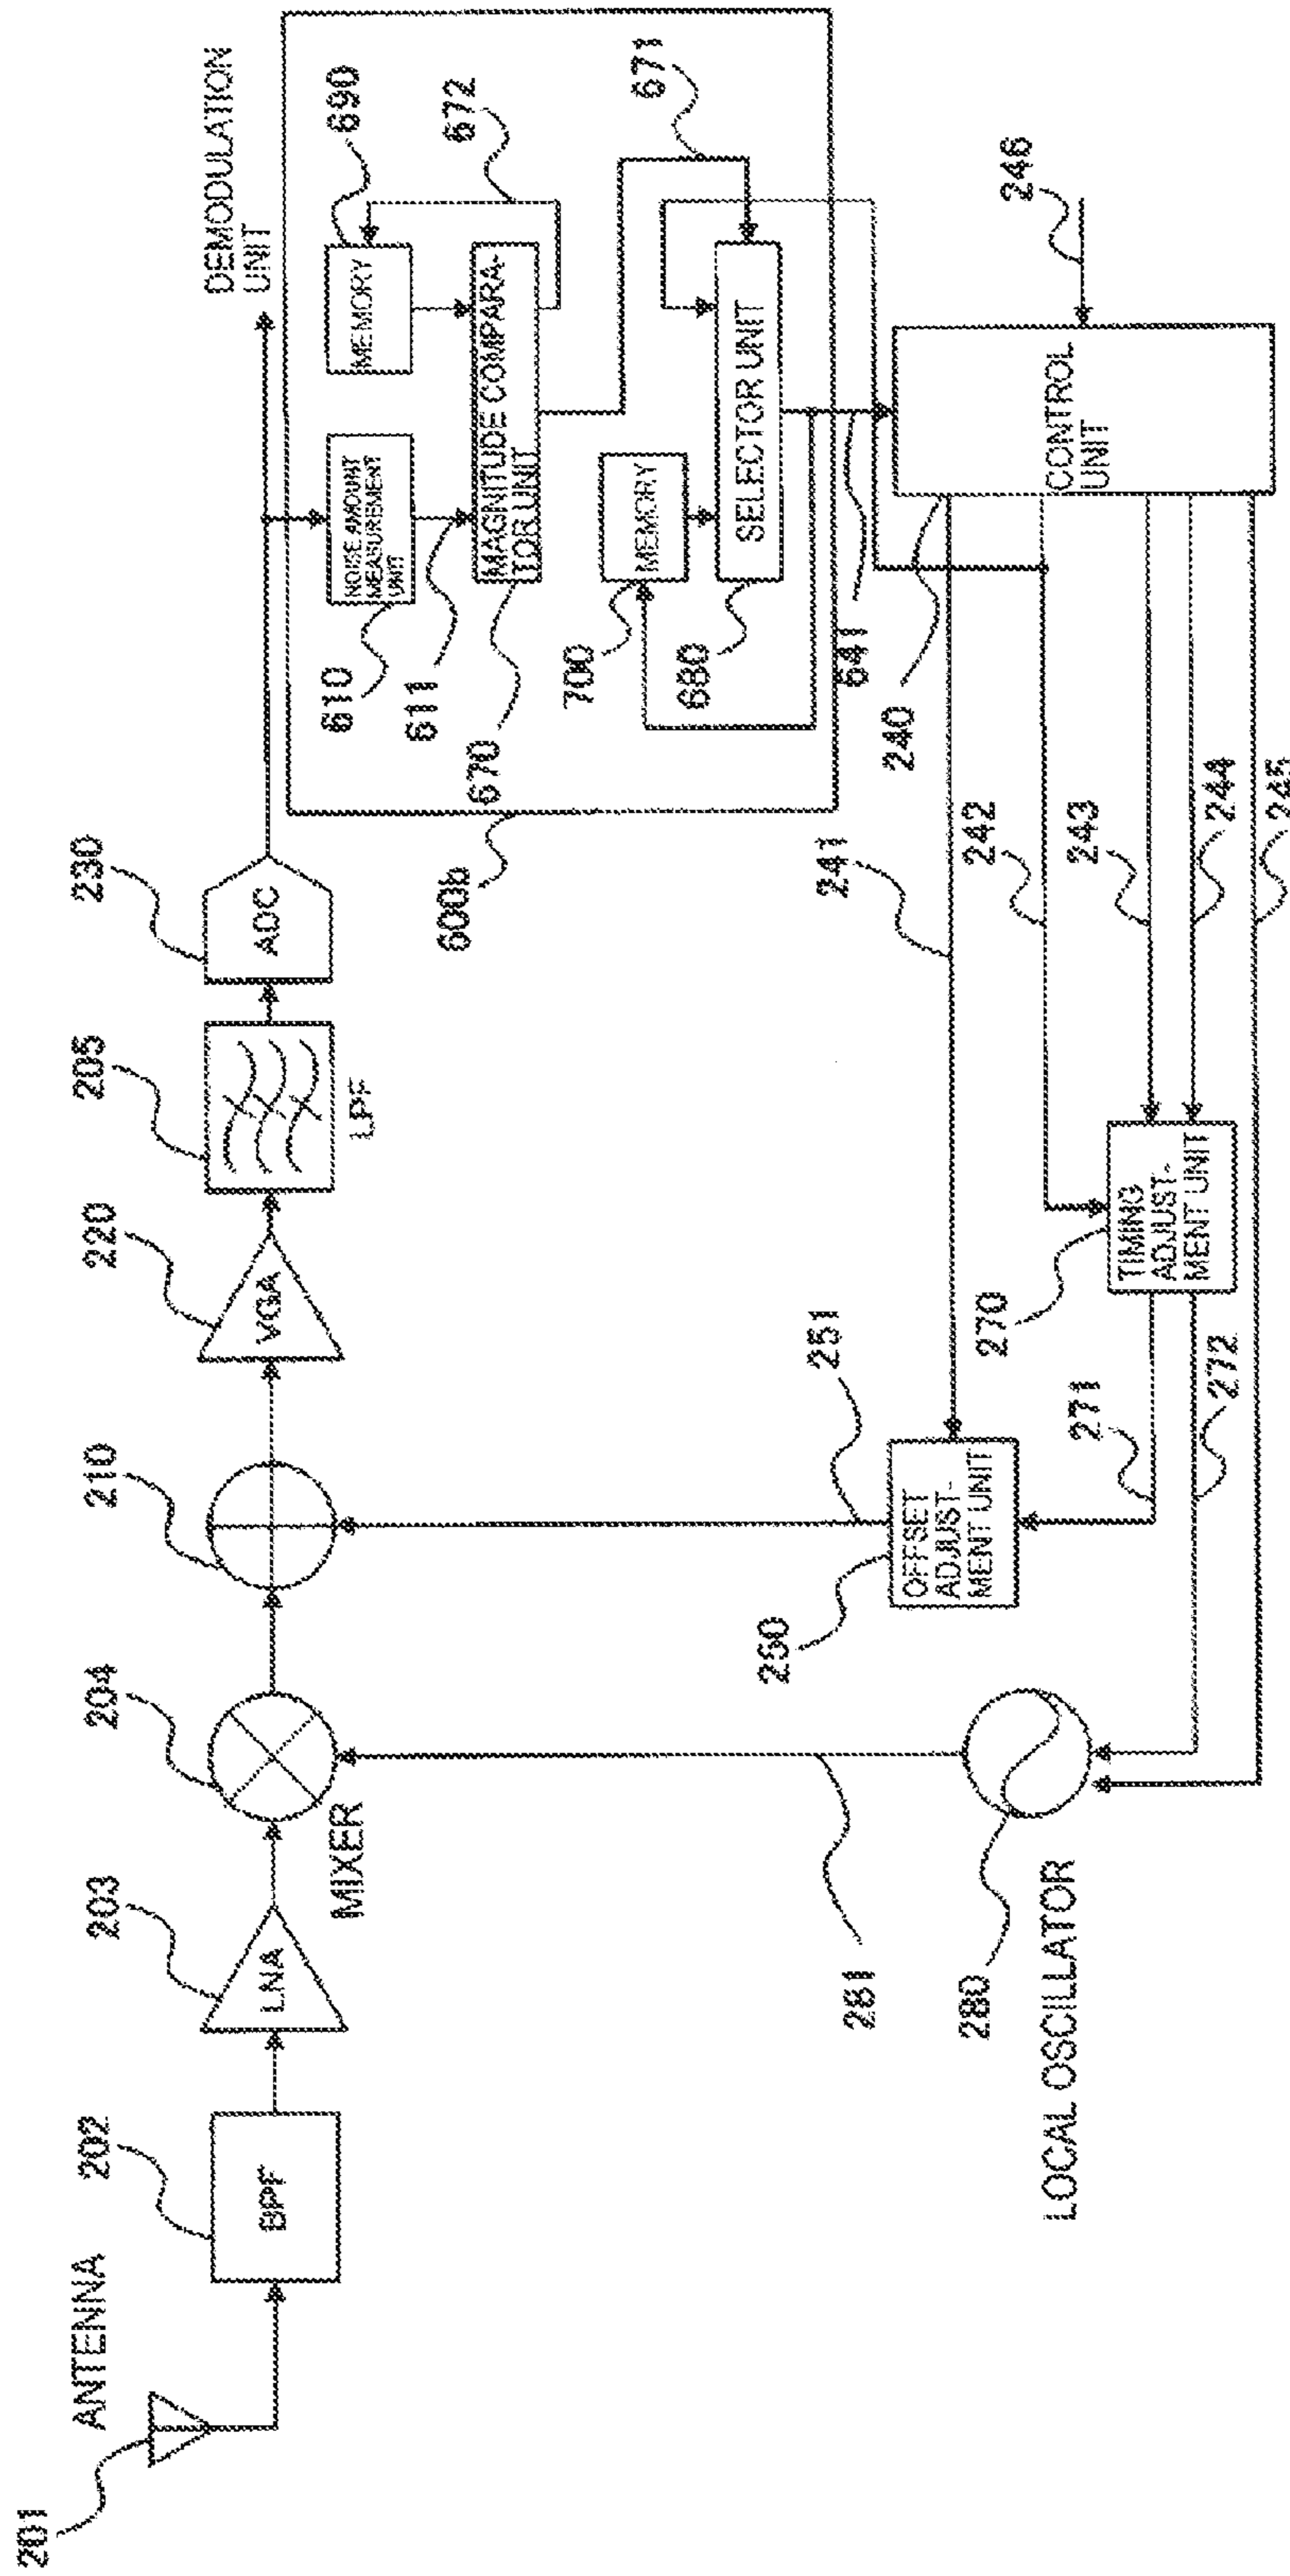 201
ANTENNA
202
BPF
203
LNA
204
MIXER
210
220
VGA
205
LPF
230
ADC
DEMODULATION
UNIT
690
MEMORY
672
610
NOISE AMOUNT
MEASUREMENT
UNIT
611
670
MAGNITUDE COMPARA-
TOR UNIT
671
700
MEMORY
680
SELECTOR UNIT
600b
641
240
CONTROL
UNIT
246
241
242
243
244
245
250
OFFSET
ADJUST-
MENT UNIT
251
270
TIMING
ADJUST-
MENT UNIT
271
272
281
280
LOCAL OSCILLATOR